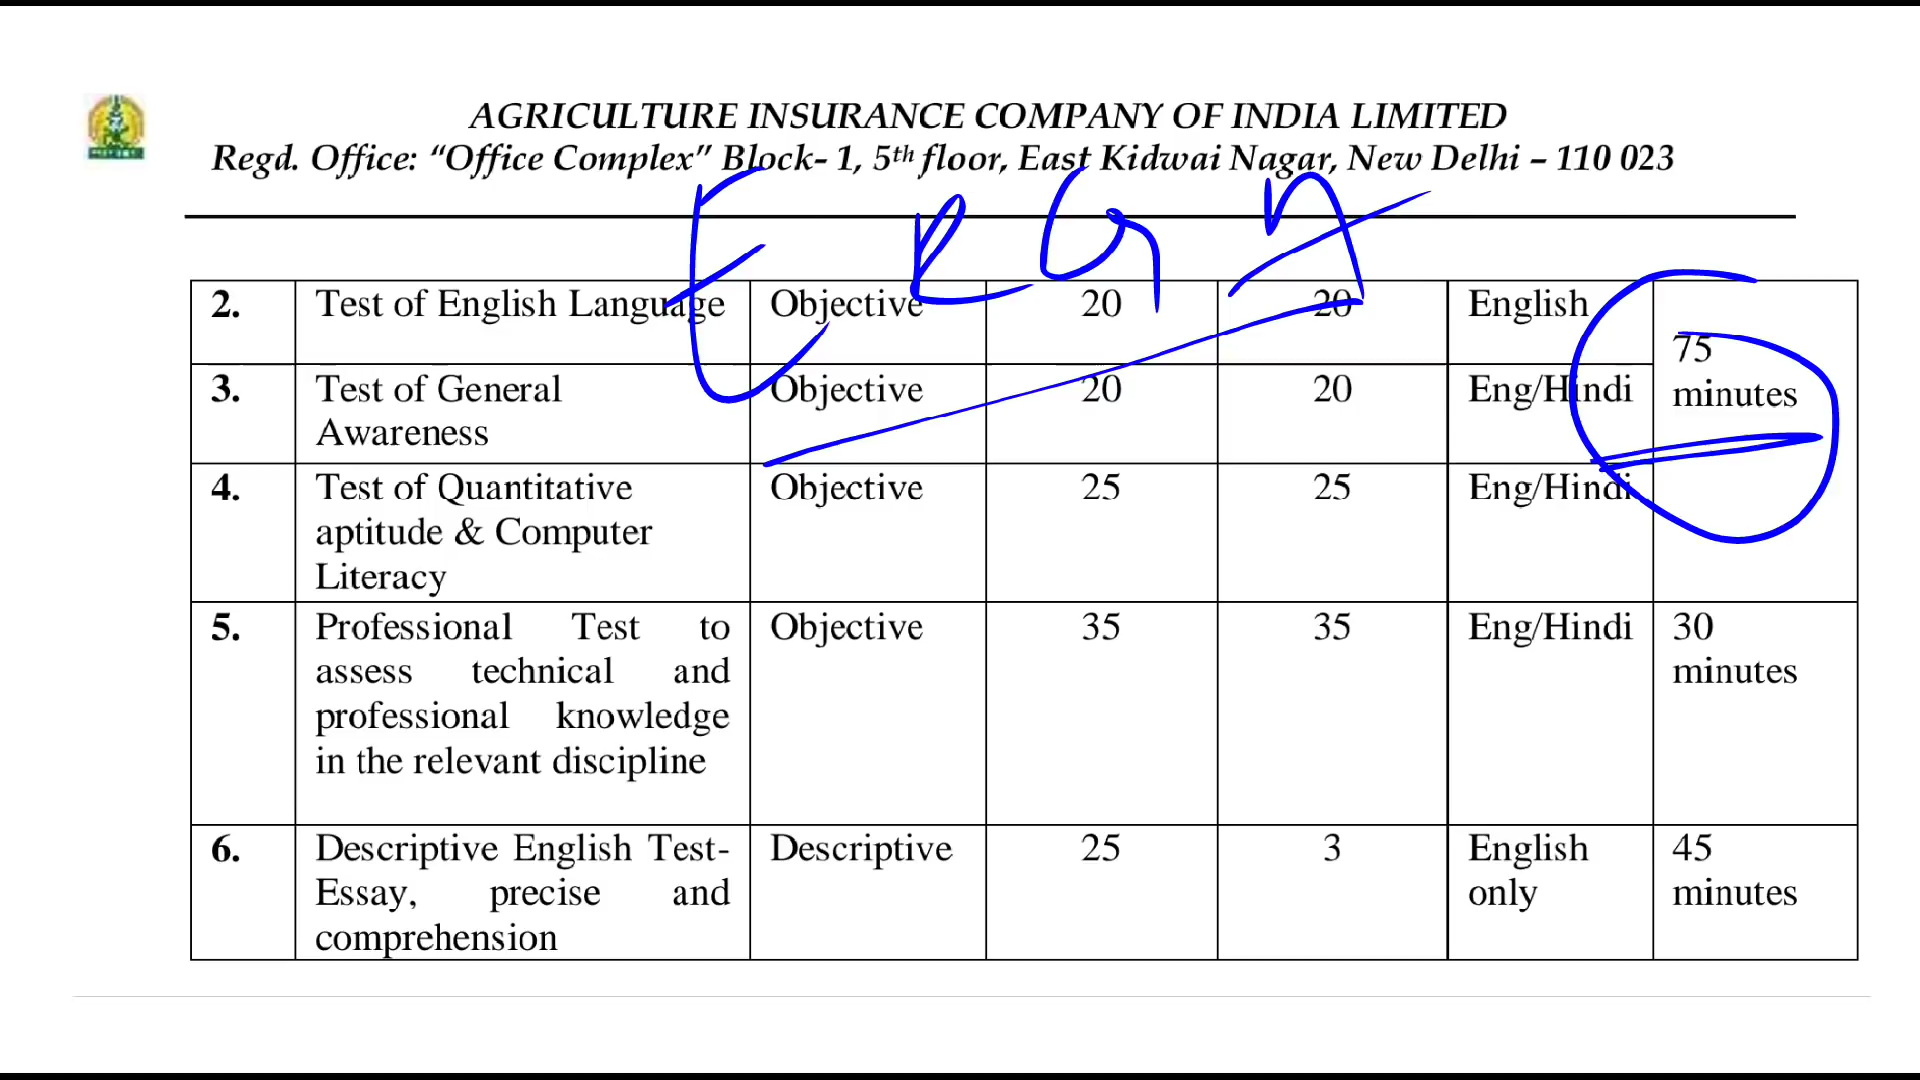 AGRICULTURE INSURANCE COMPANY OF INDIA LIMITED
Regd. Office: “Office Complex” Block- 1, 5th floor, East Kidwai Nagar, New Delhi – 110 023
2. Test of English Language Objective 20 20 English 75 minutes
3. Test of General Awareness Objective 20 20 Eng/Hindi
4. Test of Quantitative aptitude & Computer Literacy Objective 25 25 Eng/Hindi
5. Professional Test to assess technical and professional knowledge in the relevant discipline Objective 35 35 Eng/Hindi 30 minutes
6. Descriptive English Test- Essay, precise and comprehension Descriptive 25 3 English only 45 minutes